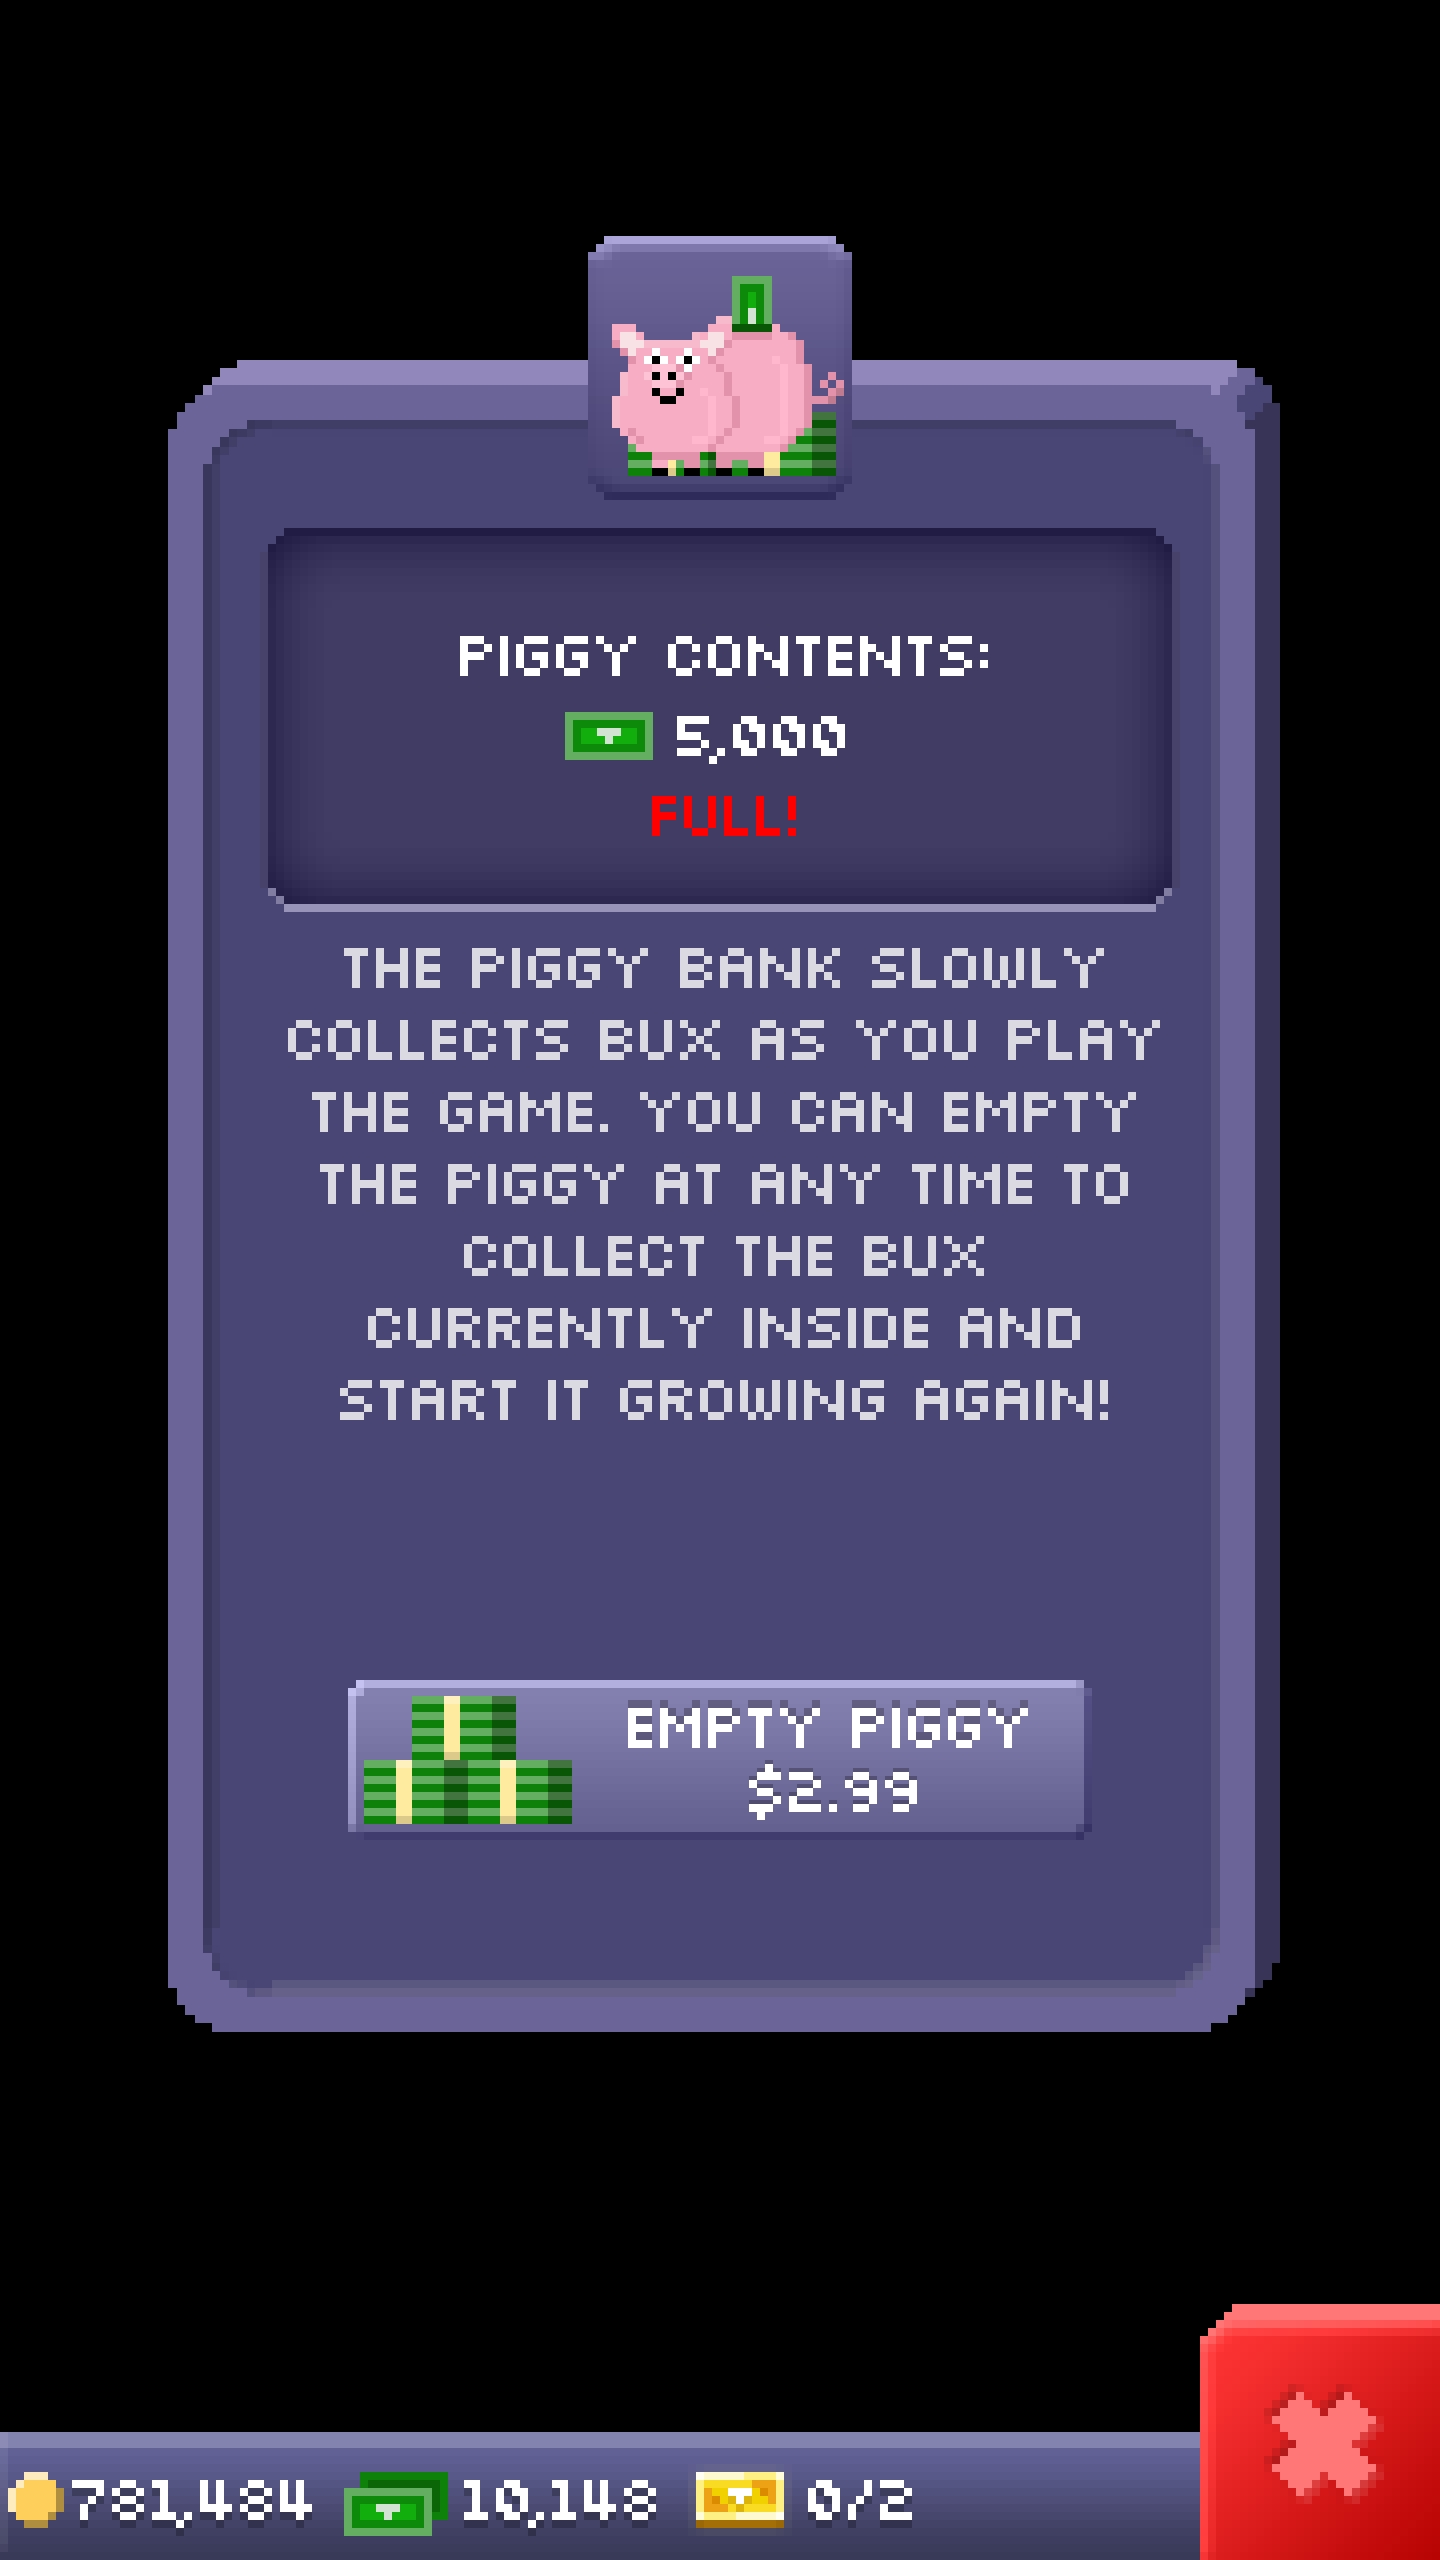 PIGGY CONTENTS:
5,000
FULL!
THE PIGGY BANK SLOWLY
COLLECTS BUX AS YOU PLAY
THE GAME. YOU CAN EMPTY
THE PIGGY AT ANY TIME TO
COLLECT THE BUX
CURRENTLY INSIDE AND
START IT GROWING AGAIN!
EMPTY PIGGY
$2.99
781,484 10,148 0/2